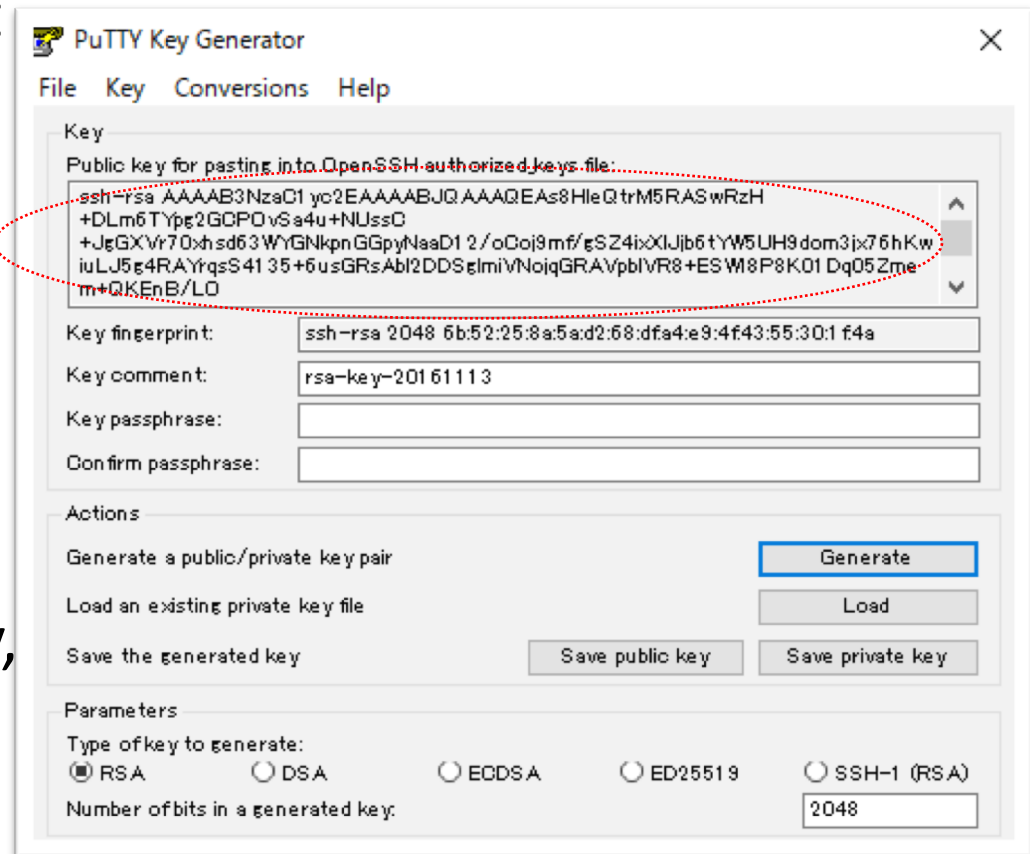 PuTTY Key Generator
File Key Conversions Help
Key
Public key for pasting into OpenSSH authorized_keys file:
ssh-rsa AAAAB3NzaC1yc2EAAAABJQAAAQEAs8HleQtrM5RASwRzH
+DLm6TYpg2GCPOvSa4u+NUssC
+JgGXVr70xhsd63WYGNkpnGGpyNaaD12/oCoj9mf/gSZ4ixXIJjb6tYW5UH9dom3jx76hKw
iuLJ5g4RAYrqsS4135+6usGRsAbI2DDSgImiVNojqGRAVpbIVR8+ESWI8P8K01Dq05Zme
m+QKEnB/LO
Key fingerprint: ssh-rsa 2048 6b:52:25:8a:5a:d2:68:df:a4:e9:4f:43:55:30:1f:4a
Key comment: rsa-key-20161113
Key passphrase:
Confirm passphrase:
Actions
Generate a public/private key pair Generate
Load an existing private key file Load
Save the generated key Save public key Save private key
Parameters
Type of key to generate:
RSA DSA ECDSA ED25519 SSH-1 (RSA)
Number of bits in a generated key: 2048